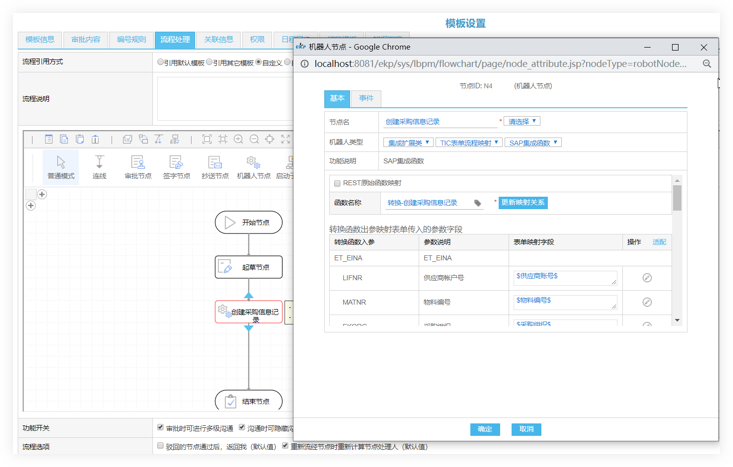 模板设置
模板信息 审批内容 编号规则 流程处理 关联信息 权限
流程引用方式
引用默认模板 引用其它模板 自定义
流程说明
普通模式 连线 审批节点 签字节点 抄送节点 机器人节点
开始节点
起草节点
创建采购信息记录
结束节点
功能开关
审批时可进行多级沟通
流程选项
驳回的节点通过后，返回我（默认值） 重新流经节点时重新计算节点处理人（默认值）
机器人节点 - Google Chrome
localhost:8081/ekp/sys/lbpm/flowchart/page/node_attribute.jsp?nodeType=robotNode...
节点ID: N4 (机器人节点)
基本 事件
节点名 创建采购信息记录 * 请选择
机器人类型 集成扩展类 TIC表单流程映射 SAP集成函数
功能说明 SAP集成函数
REST原始函数映射
函数名称 转换-创建采购信息记录 * 更新映射关系
转换函数出参映射表单传入的参数字段
转换函数入参 参数说明 表单映射字段 操作 适配
ET_EINA ET_EINA
LIFNR 供应商帐户号 $供应商账号$
MATNR 物料编号 $物料编号$
确定 取消